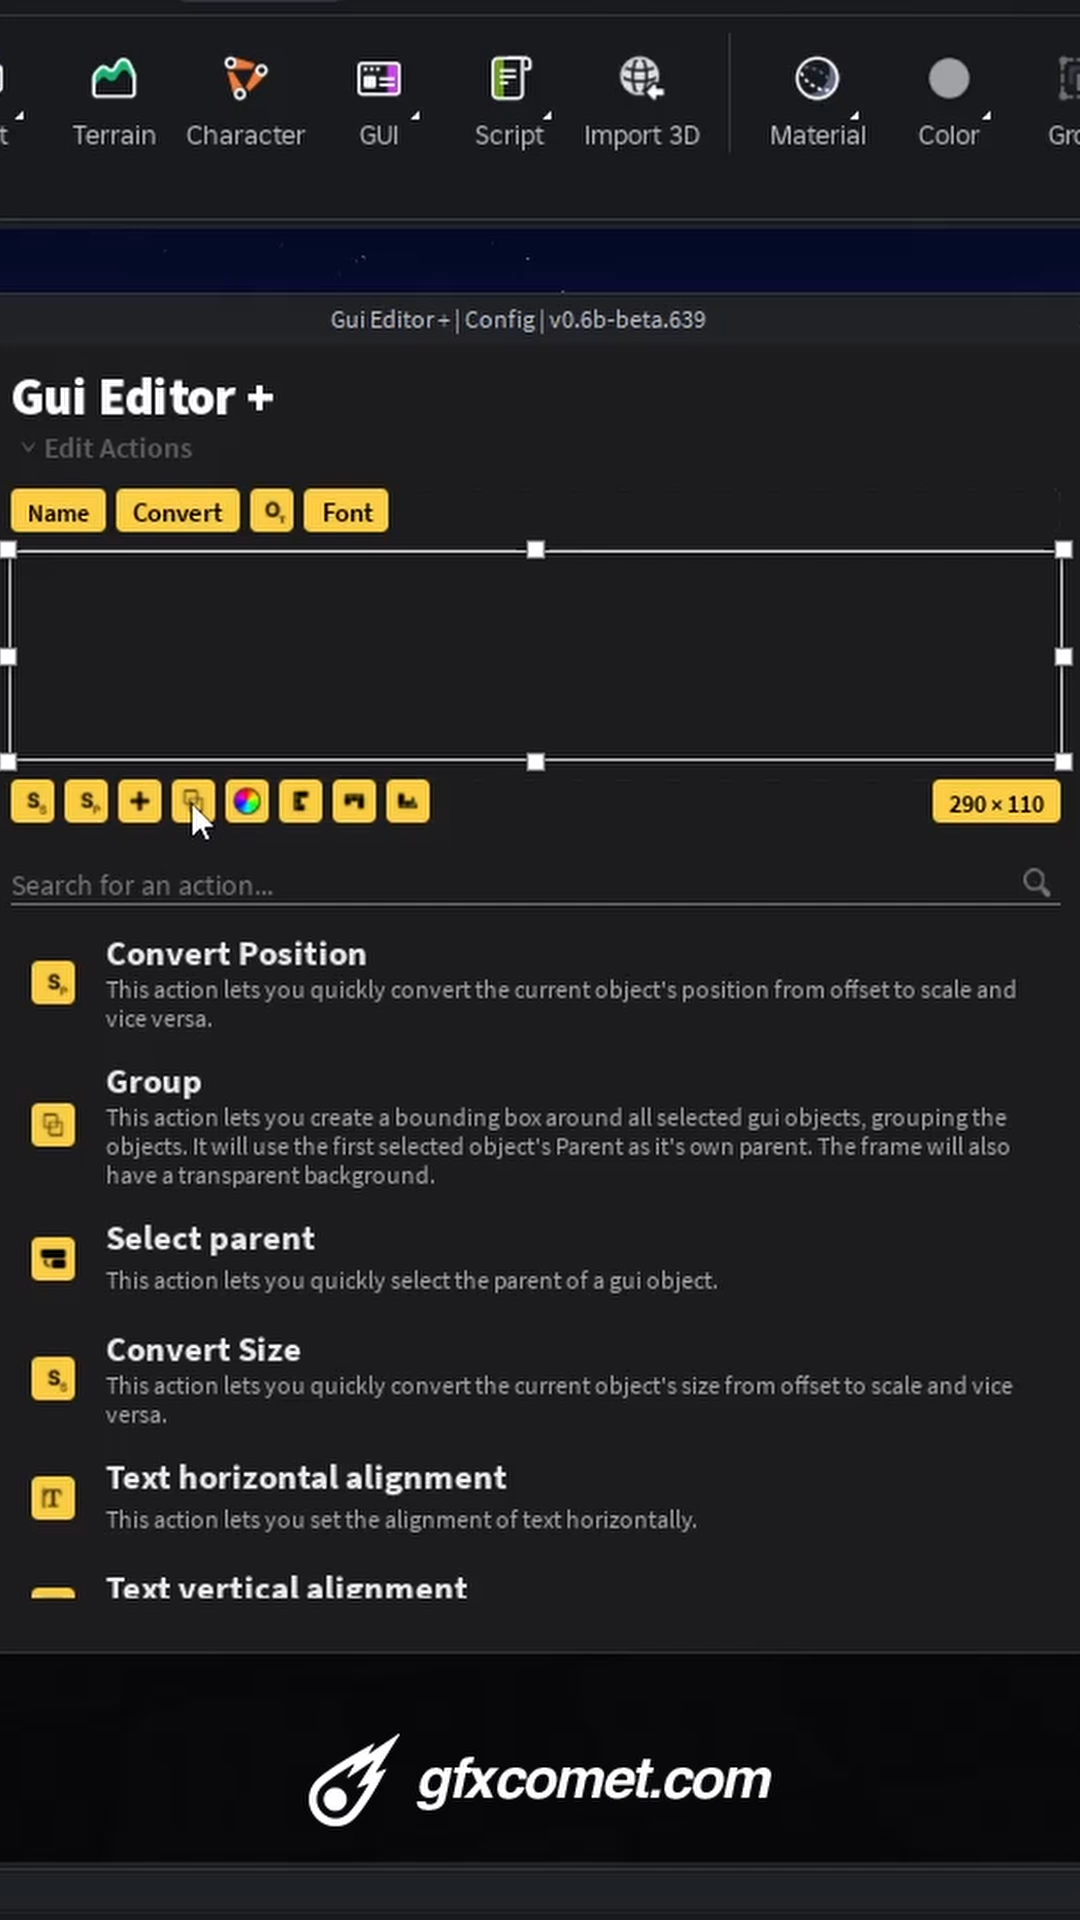 t
Terrain
Character
GUI
Script
Import 3D
Material
Color
Gro
Gui Editor + | Config | v0.6b-beta.639
Gui Editor +
Edit Actions
Name
Convert
OT
Font
Ss
Sp
290 × 110
Search for an action...
Convert Position
This action lets you quickly convert the current object's position from offset to scale and
vice versa.
Group
This action lets you create a bounding box around all selected gui objects, grouping the
objects. It will use the first selected object's Parent as it's own parent. The frame will also
have a transparent background.
Select parent
This action lets you quickly select the parent of a gui object.
Convert Size
This action lets you quickly convert the current object's size from offset to scale and vice
versa.
Text horizontal alignment
This action lets you set the alignment of text horizontally.
Text vertical alignment
gfxcomet.com